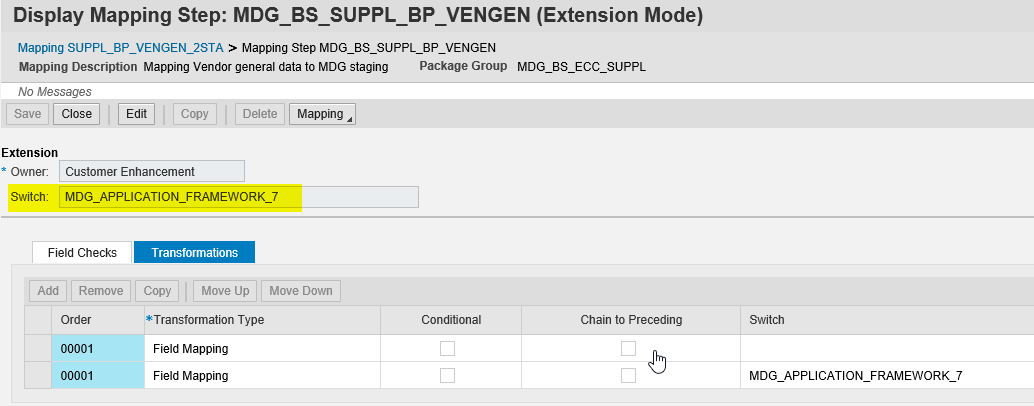 Display Mapping Step: MDG_BS_SUPPL_BP_VENGEN (Extension Mode)
Mapping SUPPL_BP_VENGEN_2STA > Mapping Step MDG_BS_SUPPL_BP_VENGEN
Mapping Description Mapping Vendor general data to MDG staging Package Group MDG_BS_ECC_SUPPL
No Messages
Save Close Edit Copy Delete Mapping
Extension
* Owner: Customer Enhancement
Switch: MDG_APPLICATION_FRAMEWORK_7
Field Checks Transformations
Add Remove Copy Move Up Move Down
Order *Transformation Type Conditional Chain to Preceding Switch
00001 Field Mapping
00001 Field Mapping MDG_APPLICATION_FRAMEWORK_7